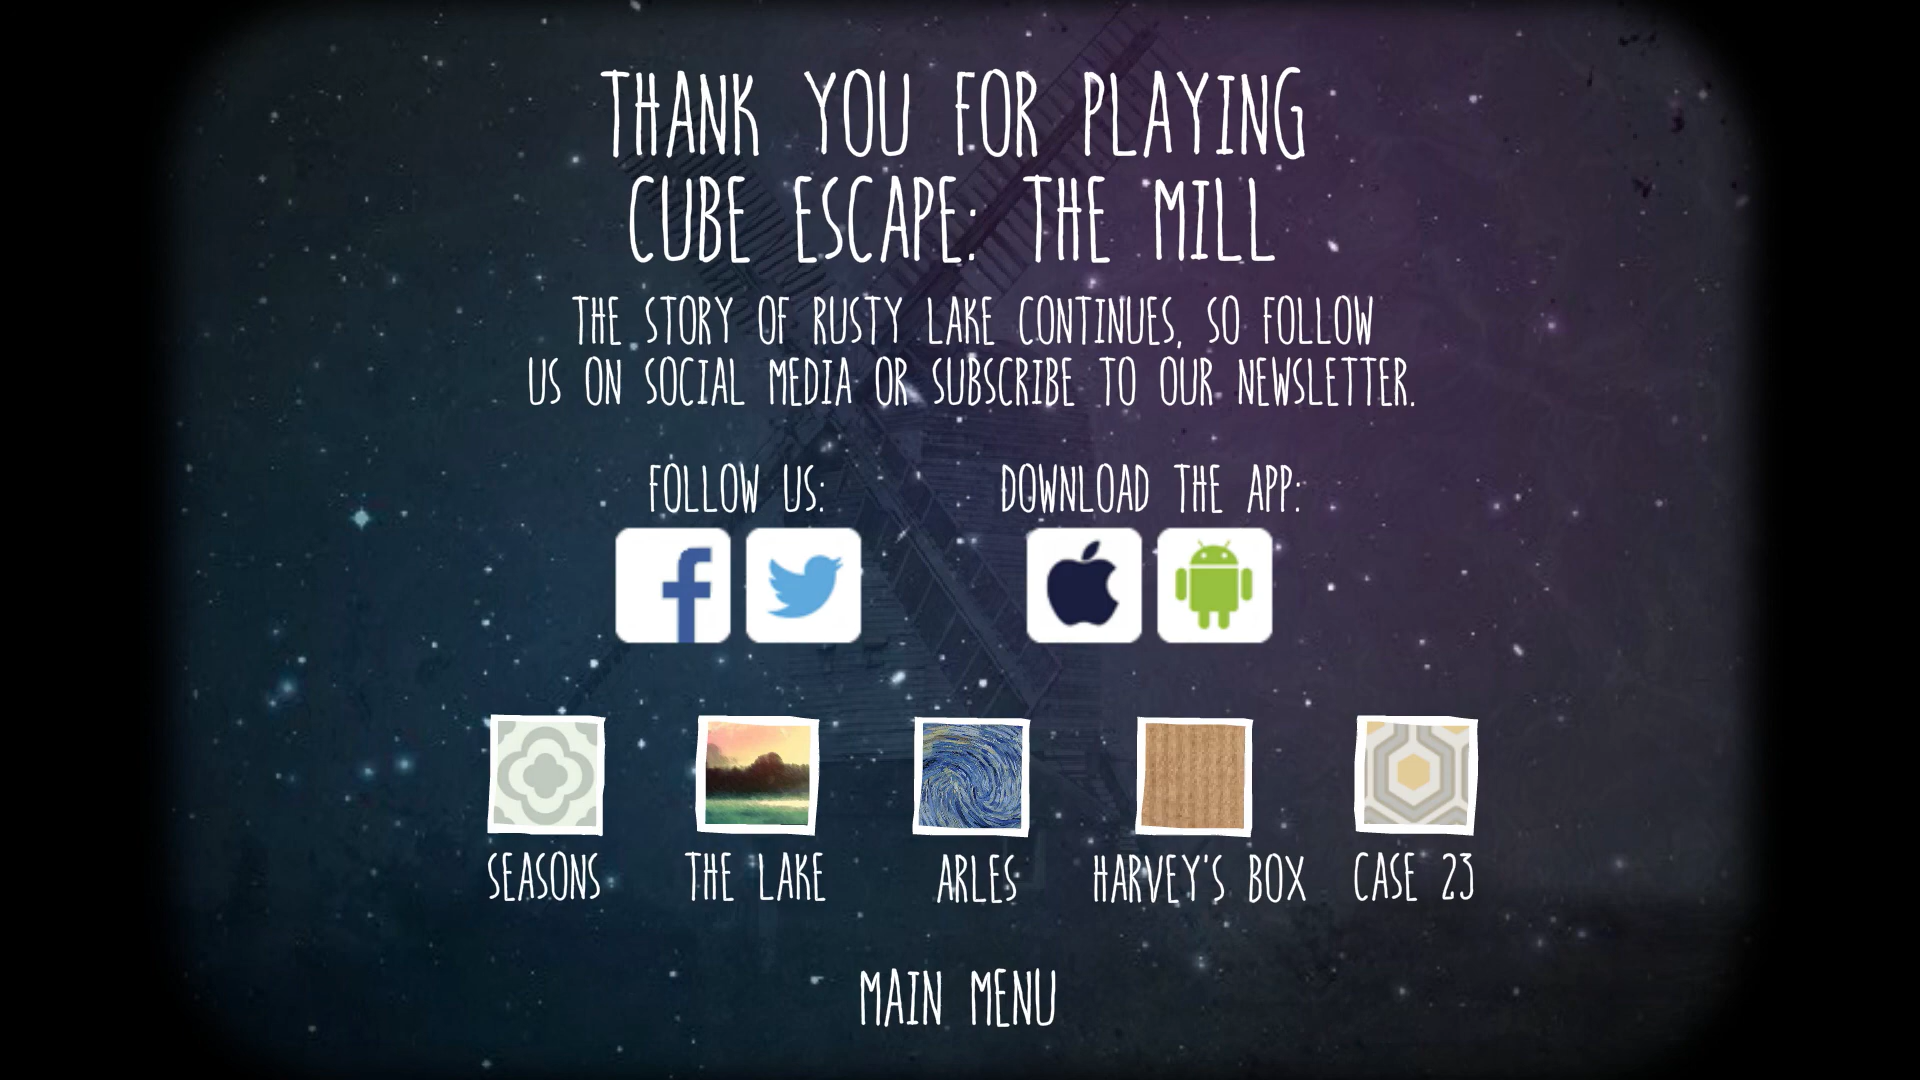 THANK YOU FOR PLAYING
CUBE ESCAPE: THE MILL
THE STORY OF RUSTY LAKE CONTINUES, SO FOLLOW
US ON SOCIAL MEDIA OR SUBSCRIBE TO OUR NEWSLETTER.
FOLLOW US:
DOWNLOAD THE APP:
SEASONS
THE LAKE
ARLES
HARVEY'S BOX
CASE 23
MAIN MENU